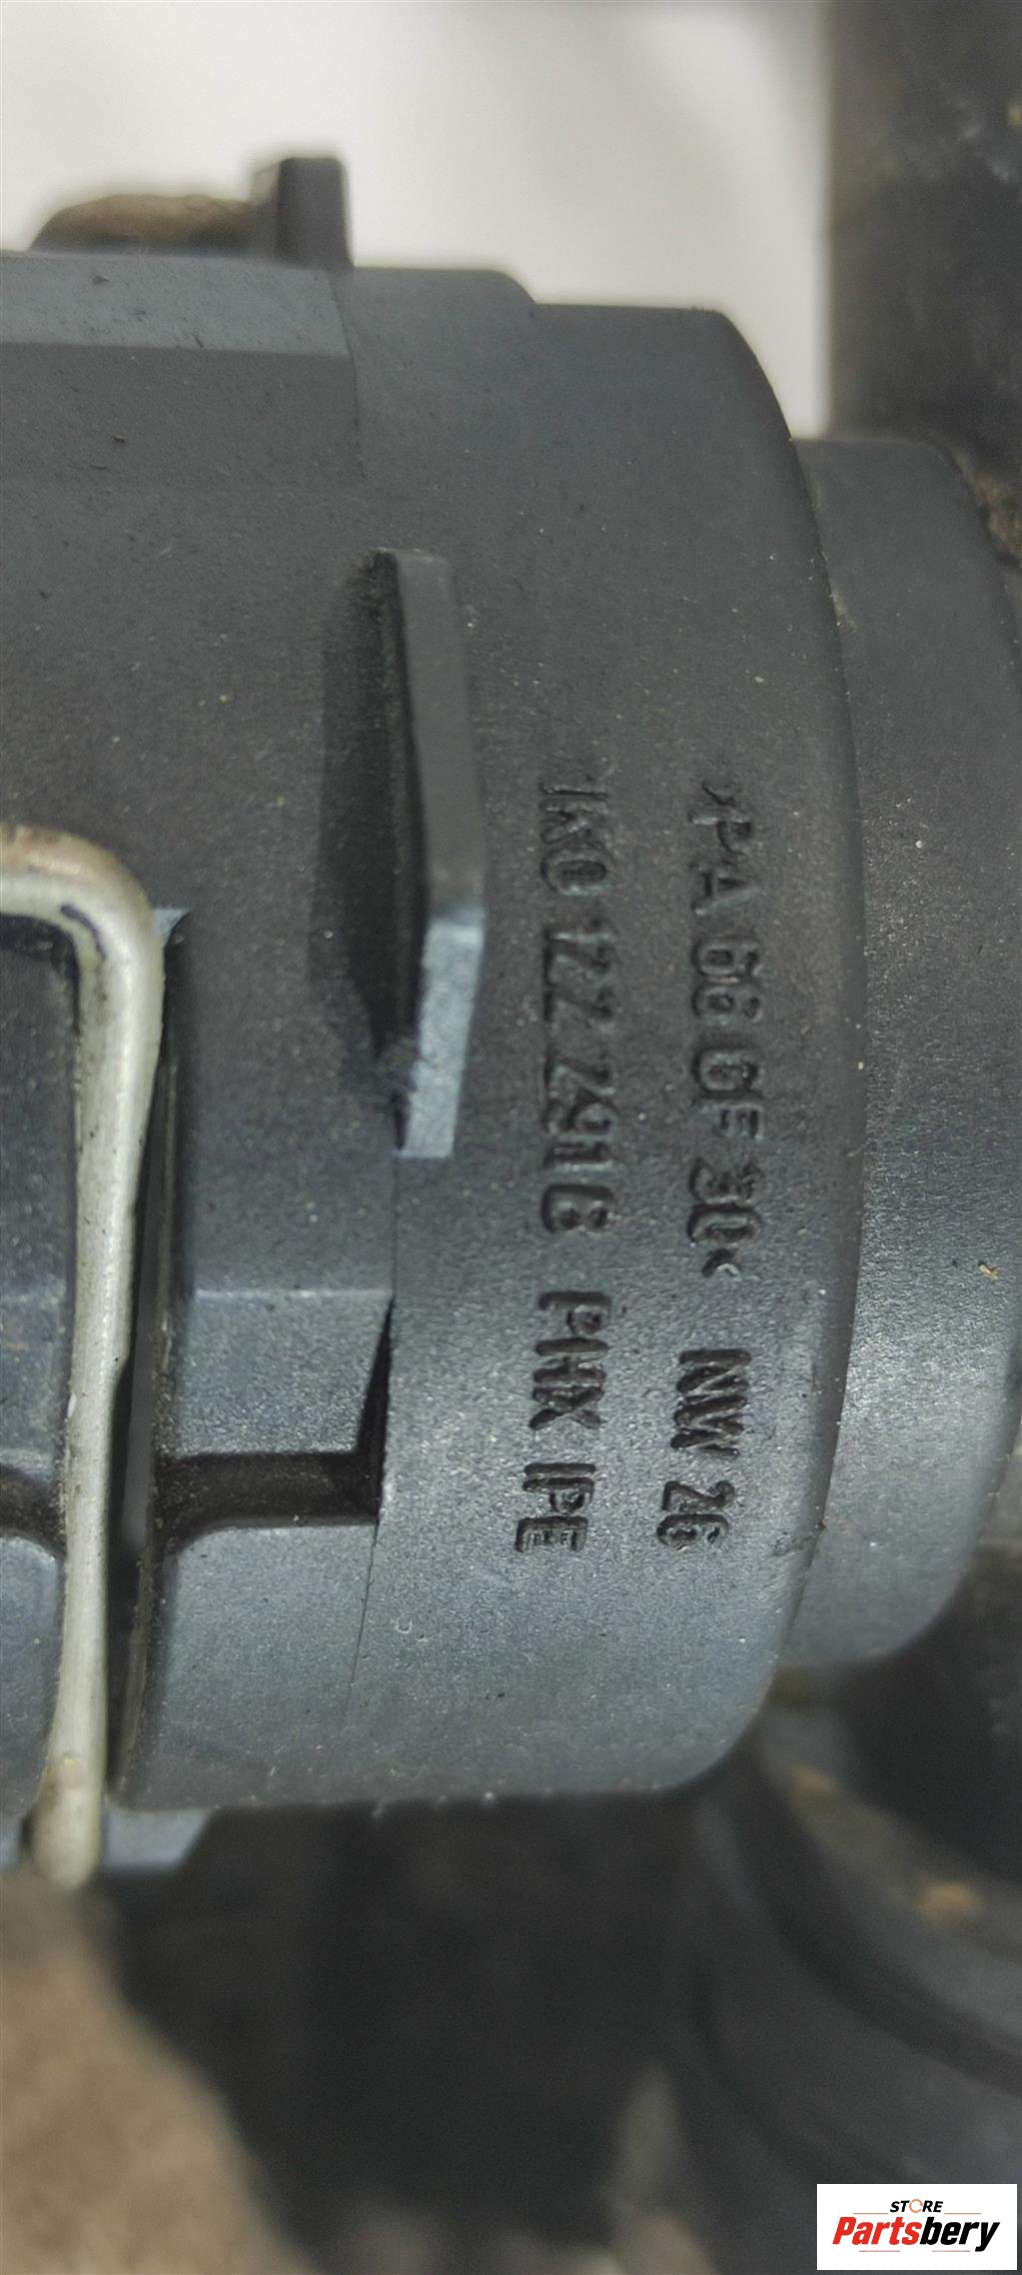 >PA 66 GF 30< NW 26
1K0 122 291 C PHX IPE
STORE
Partsbery